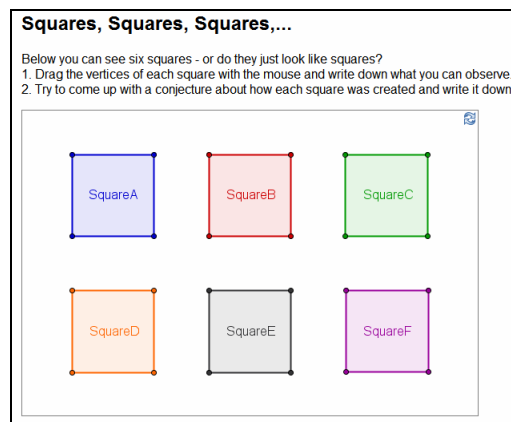 Squares, Squares, Squares,...
Below you can see six squares - or do they just look like squares?
1. Drag the vertices of each square with the mouse and write down what you can observe
2. Try to come up with a conjecture about how each square was created and write it down
SquareA SquareB SquareC
SquareD SquareE SquareF